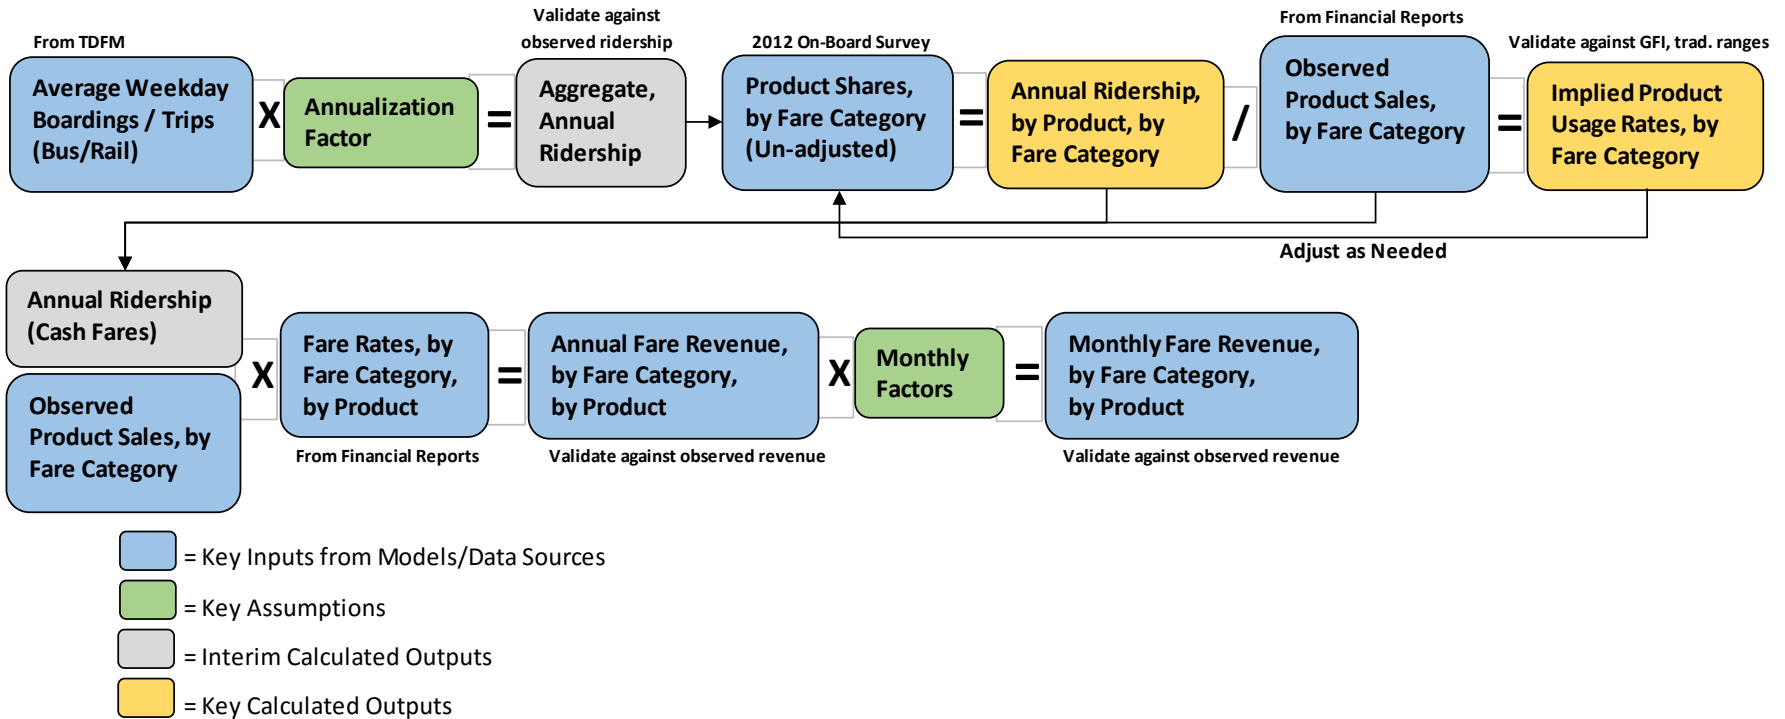 From TDFM
Average Weekday
Boardings / Trips
(Bus/Rail)
X
Annualization
Factor
=
Validate against
observed ridership
Aggregate,
Annual
Ridership
2012 On-Board Survey
Product Shares,
by Fare Category
(Un-adjusted)
=
Annual Ridership,
by Product, by
Fare Category
/
From Financial Reports
Observed
Product Sales,
by Fare Category
=
Validate against GFI, trad. ranges
Implied Product
Usage Rates, by
Fare Category
Adjust as Needed
Annual Ridership
(Cash Fares)
Observed
Product Sales, by
Fare Category
X
Fare Rates, by
Fare Category,
by Product
From Financial Reports
=
Annual Fare Revenue,
by Fare Category,
by Product
Validate against observed revenue
X
Monthly
Factors
=
Monthly Fare Revenue,
by Fare Category,
by Product
Validate against observed revenue
= Key Inputs from Models/Data Sources
= Key Assumptions
= Interim Calculated Outputs
= Key Calculated Outputs